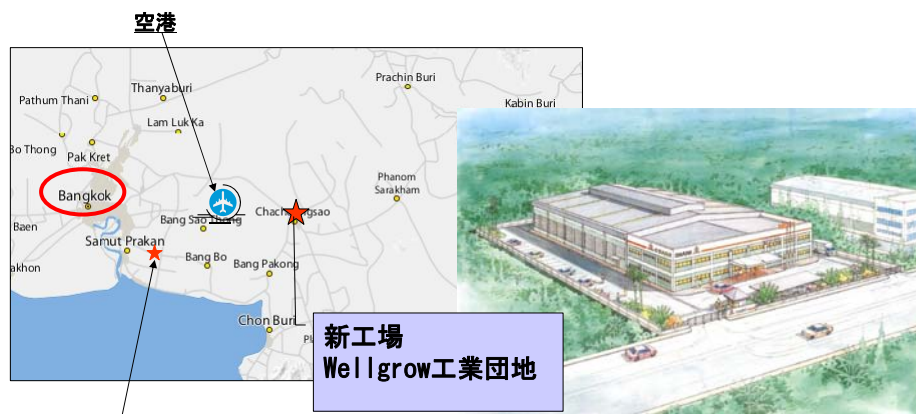 空港
Prachin Buri
Thanyaburi
Pathum Thani
Kabin Buri
Lam Luk Ka
Bo Thong
Pak Kret
Phanom
Sarakham
Bangkok
Bang Sao Thong
Baen
Samut Prakan
Bang Bo
Bang Pakong
akhon
Chon Buri
新工場
Wellgrow工業団地